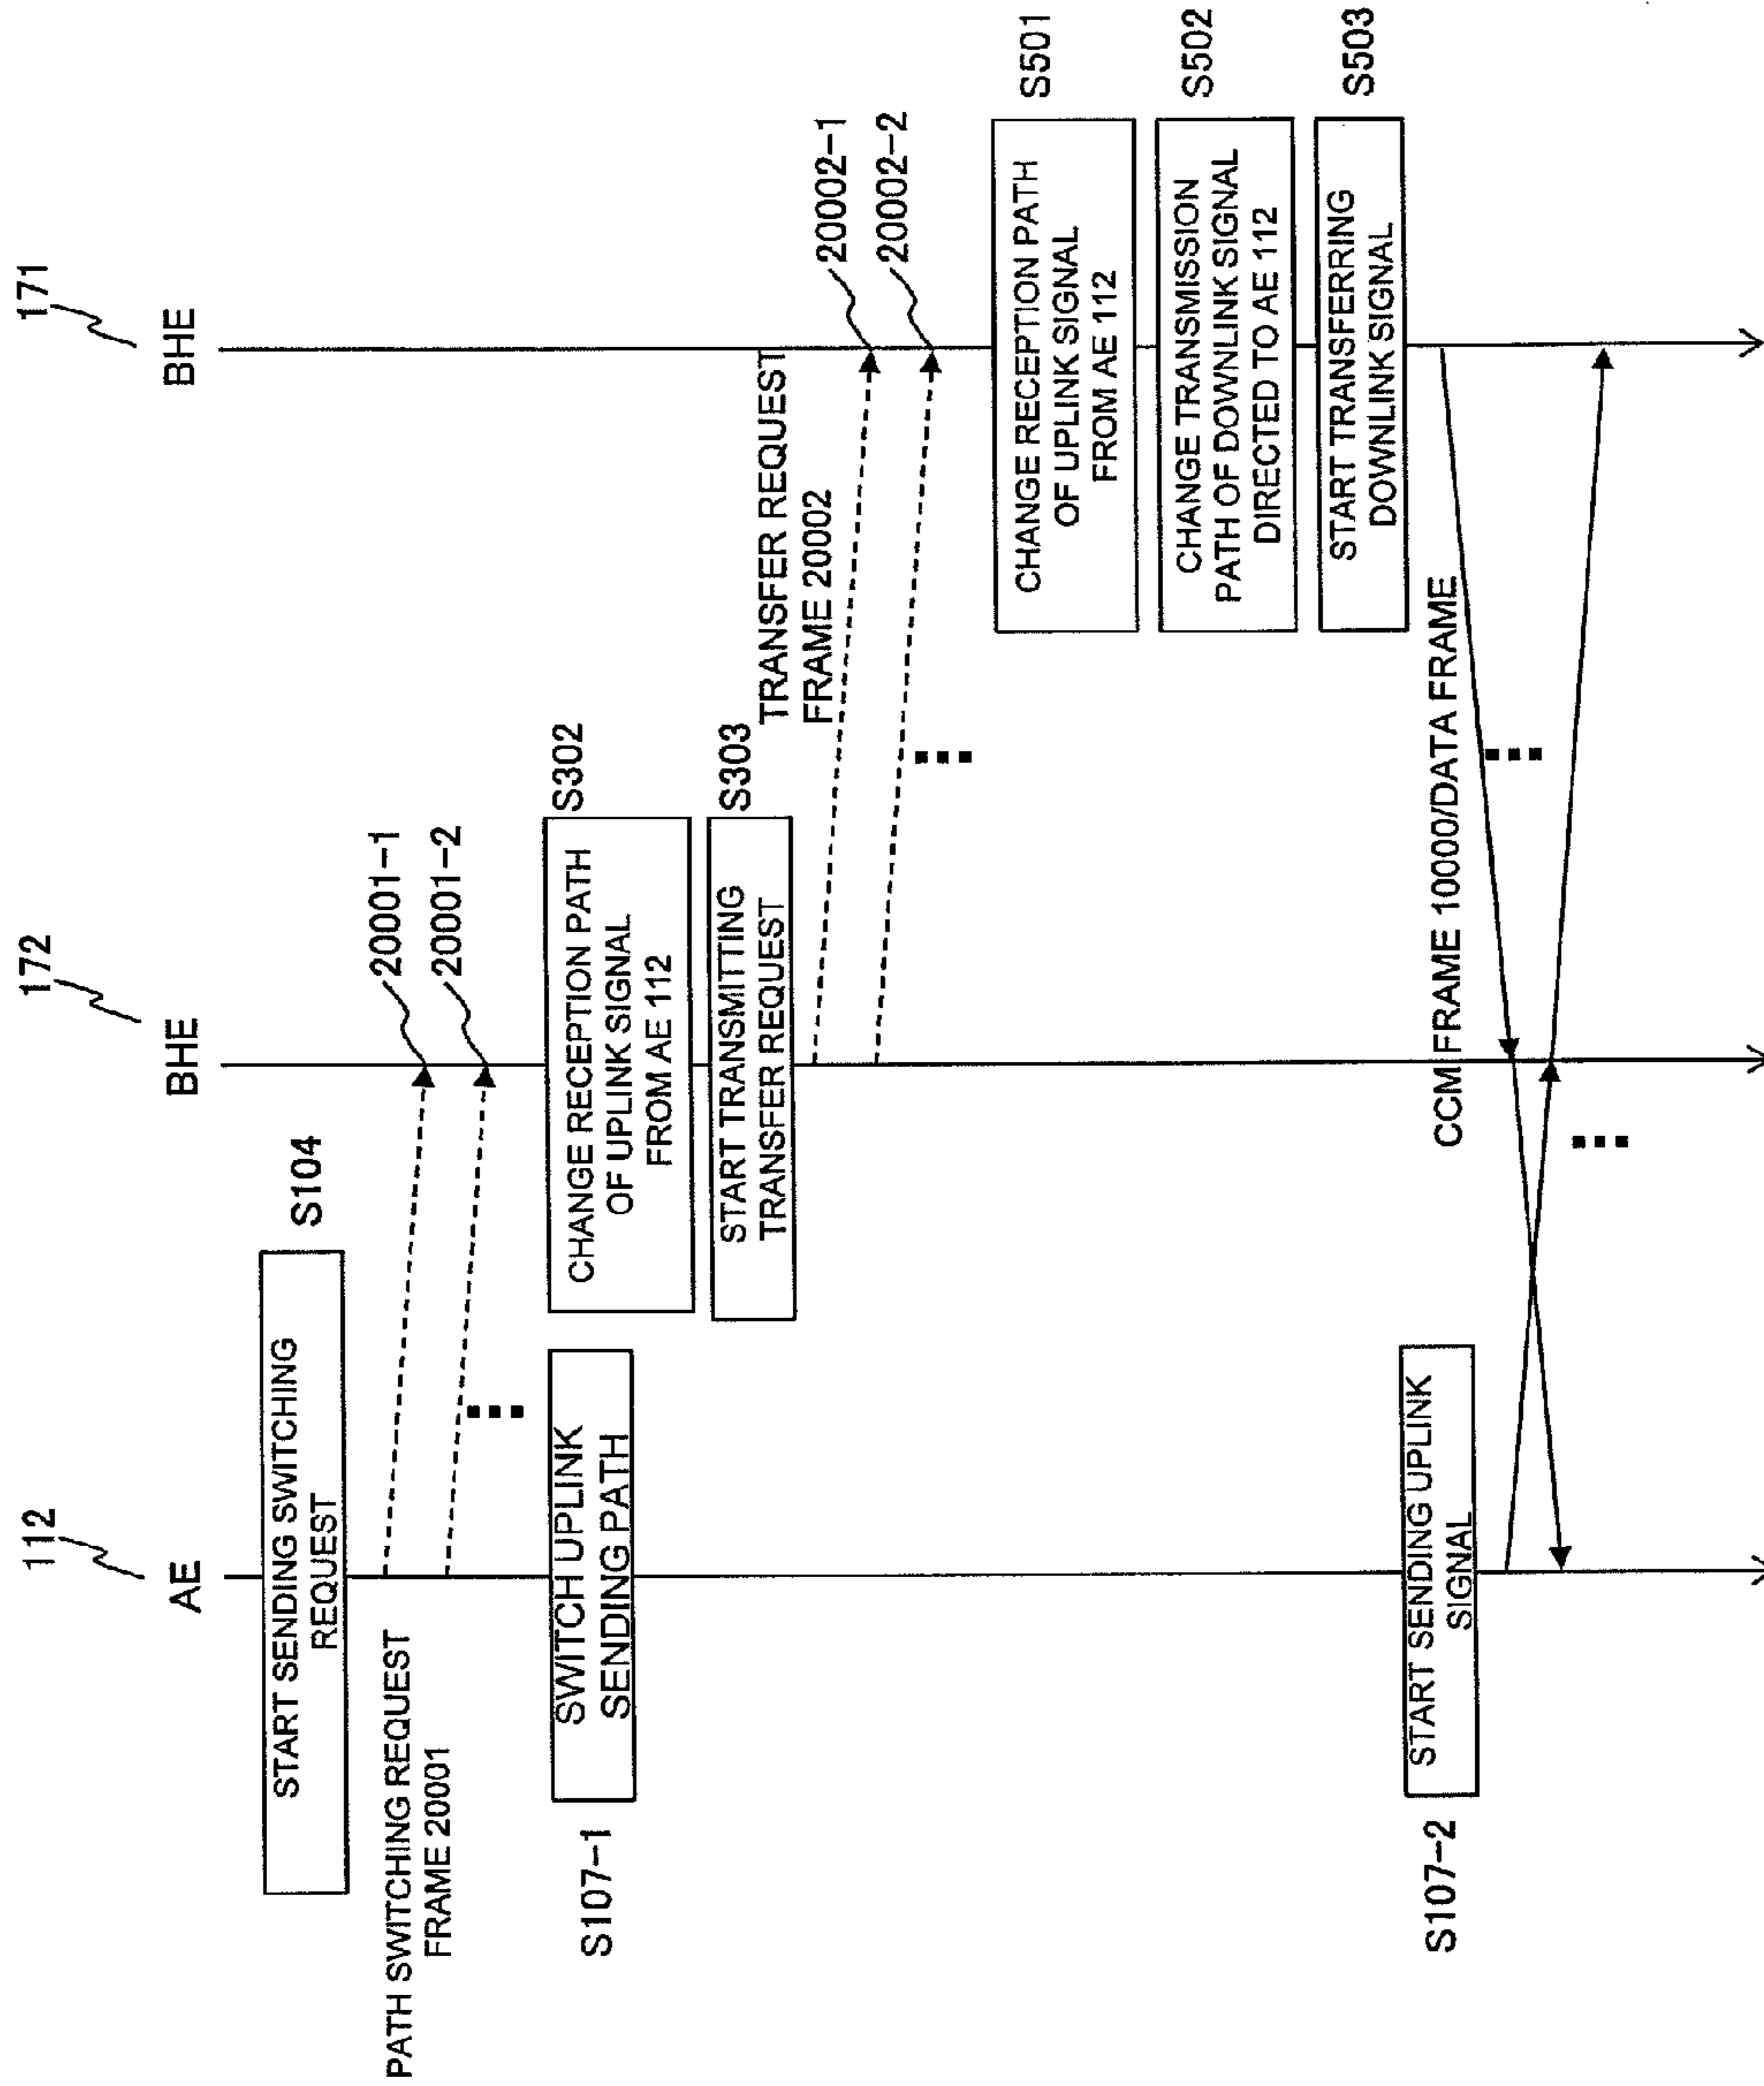 112
AE
172
BHE
171
BHE
START SENDING SWITCHING
REQUEST
S104
PATH SWITCHING REQUEST
FRAME 20001
20001-1
20001-2
S107-1
SWITCH UPLINK
SENDING PATH
CHANGE RECEPTION PATH
OF UPLINK SIGNAL
FROM AE 112
S302
START TRANSMITTING
TRANSFER REQUEST
S303
TRANSFER REQUEST
FRAME 20002
20002-1
20002-2
CHANGE RECEPTION PATH
OF UPLINK SIGNAL
FROM AE 112
S501
CHANGE TRANSMISSION
PATH OF DOWNLINK SIGNAL
DIRECTED TO AE 112
S502
START TRANSFERRING
DOWNLINK SIGNAL
S503
S107-2
START SENDING UPLINK
SIGNAL
CCM FRAME 10000/DATA FRAME